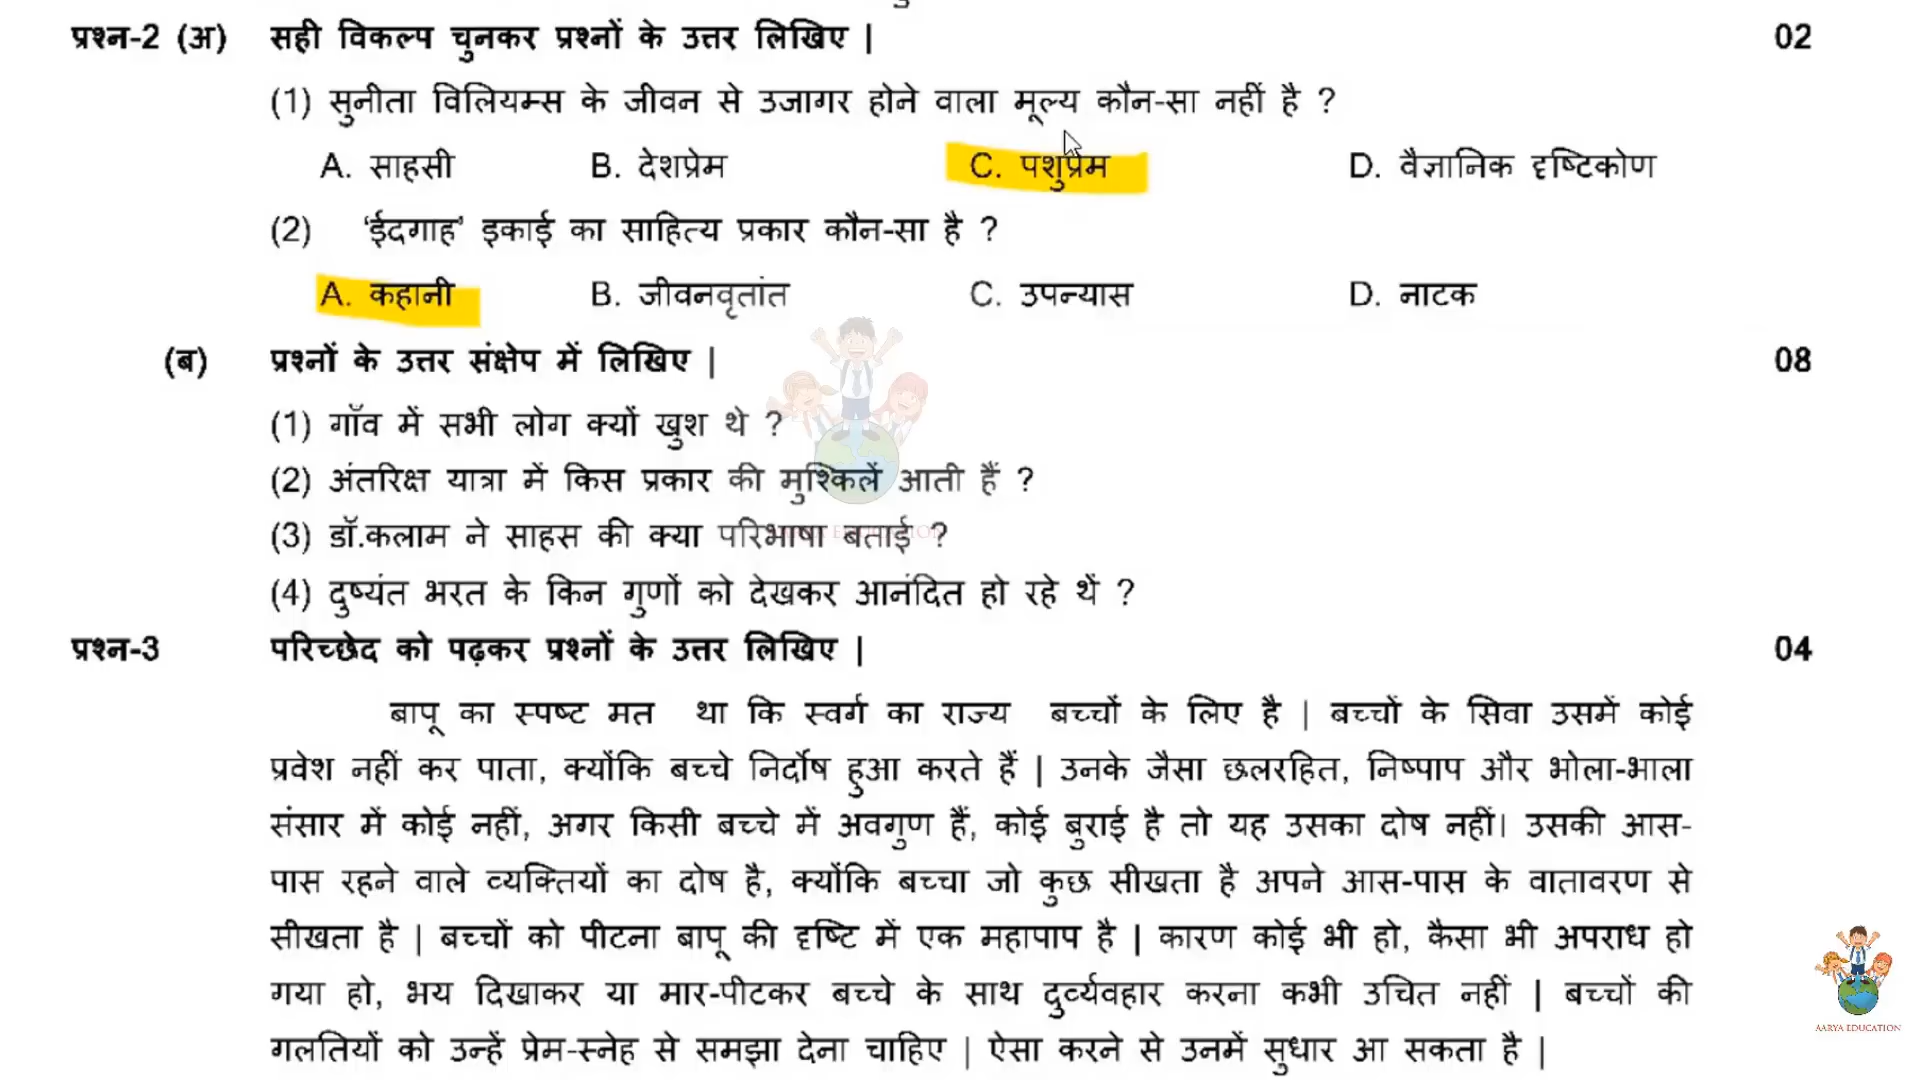 प्रश्न-2 (अ) सही विकल्प चुनकर प्रश्नों के उत्तर लिखिए | 02
(1) सुनीता विलियम्स के जीवन से उजागर होने वाला मूल्य कौन-सा नहीं है ?
A. साहसी B. देशप्रेम C. पशुप्रेम D. वैज्ञानिक दृष्टिकोण
(2) 'ईदगाह' इकाई का साहित्य प्रकार कौन-सा है ?
A. कहानी B. जीवनवृतांत C. उपन्यास D. नाटक
(ब) प्रश्नों के उत्तर संक्षेप में लिखिए | 08
(1) गाँव में सभी लोग क्यों खुश थे ?
(2) अंतरिक्ष यात्रा में किस प्रकार की मुश्किलें आती हैं ?
(3) डॉ.कलाम ने साहस की क्या परिभाषा बताई ?
(4) दुष्यंत भरत के किन गुणों को देखकर आनंदित हो रहे थें ?
प्रश्न-3 परिच्छेद को पढ़कर प्रश्नों के उत्तर लिखिए | 04
बापू का स्पष्ट मत था कि स्वर्ग का राज्य बच्चों के लिए है | बच्चों के सिवा उसमें कोई
प्रवेश नहीं कर पाता, क्योंकि बच्चे निर्दोष हुआ करते हैं | उनके जैसा छलरहित, निष्पाप और भोला-भाला
संसार में कोई नहीं, अगर किसी बच्चे में अवगुण हैं, कोई बुराई है तो यह उसका दोष नहीं। उसकी आस-
पास रहने वाले व्यक्तियों का दोष है, क्योंकि बच्चा जो कुछ सीखता है अपने आस-पास के वातावरण से
सीखता है | बच्चों को पीटना बापू की दृष्टि में एक महापाप है | कारण कोई भी हो, कैसा भी अपराध हो
गया हो, भय दिखाकर या मार-पीटकर बच्चे के साथ दुर्व्यवहार करना कभी उचित नहीं | बच्चों की
गलतियों को उन्हें प्रेम-स्नेह से समझा देना चाहिए | ऐसा करने से उनमें सुधार आ सकता है |
AARYA EDUCATION